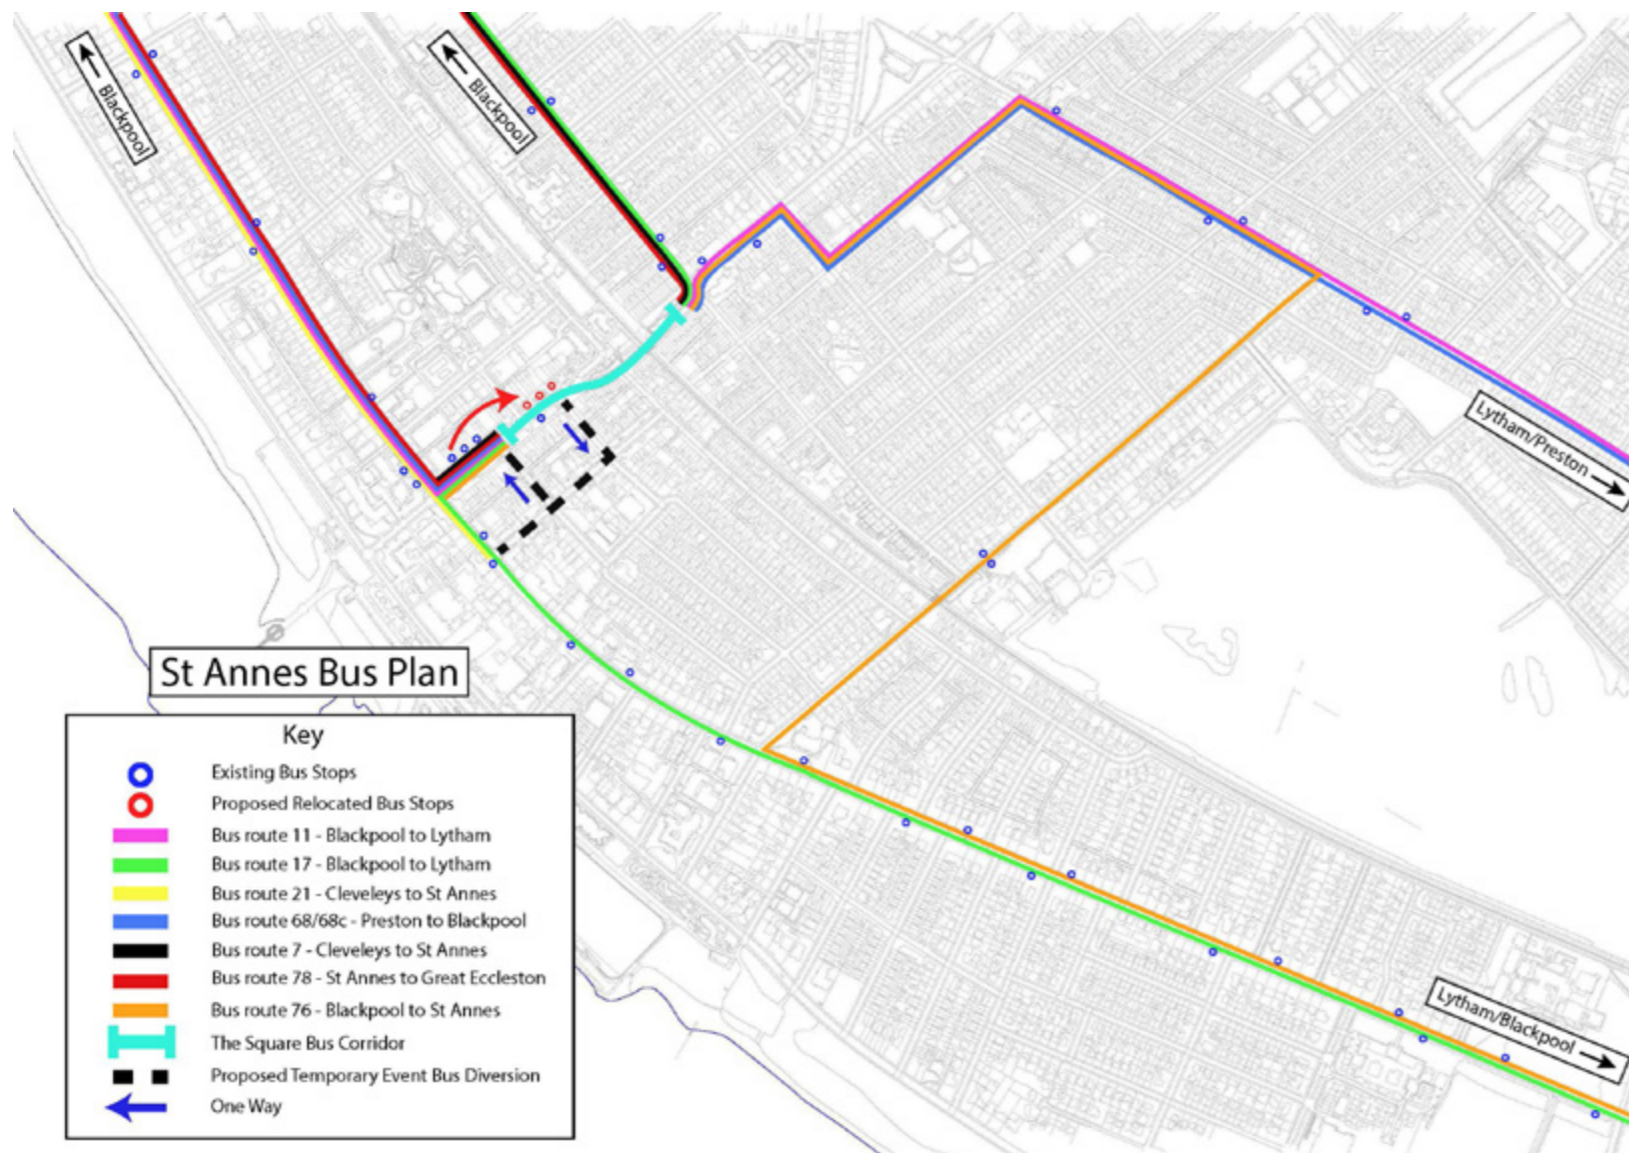 Blackpool
Blackpool
Lytham/Preston
St Annes Bus Plan
Key
Existing Bus Stops
Proposed Relocated Bus Stops
Bus route 11 - Blackpool to Lytham
Bus route 17 - Blackpool to Lytham
Bus route 21 - Cleveleys to St Annes
Bus route 68/68c - Preston to Blackpool
Bus route 7 - Cleveleys to St Annes
Bus route 78 - St Annes to Great Eccleston
Bus route 76 - Blackpool to St Annes
The Square Bus Corridor
Proposed Temporary Event Bus Diversion
One Way
Lytham/Blackpool